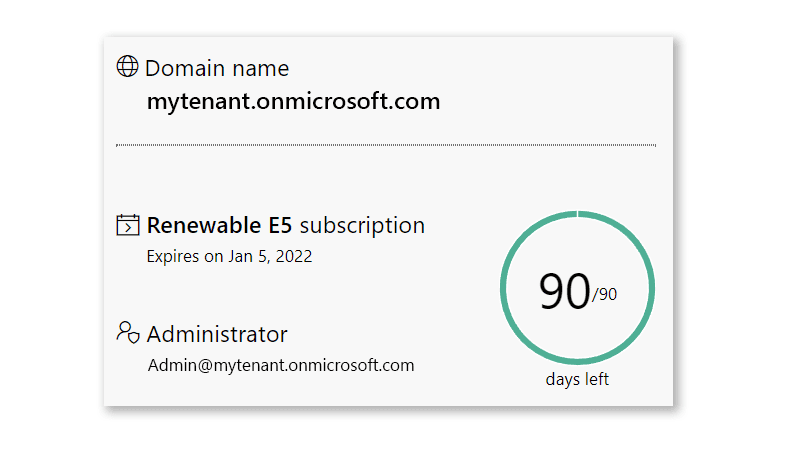 Domain name
mytenant.onmicrosoft.com
Renewable E5 subscription
Expires on Jan 5, 2022
90/90
days left
Administrator
Admin@mytenant.onmicrosoft.com